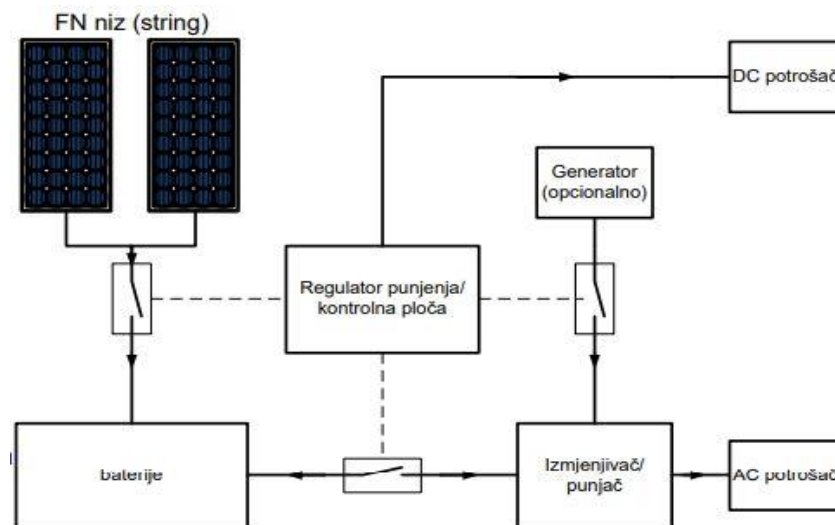 FN niz (string)
DC potrošač
Generator
(opcionalno)
Regulator punjenja/
kontrolna ploča
baterije
Izmjenjivač/
punjač
AC potrošač